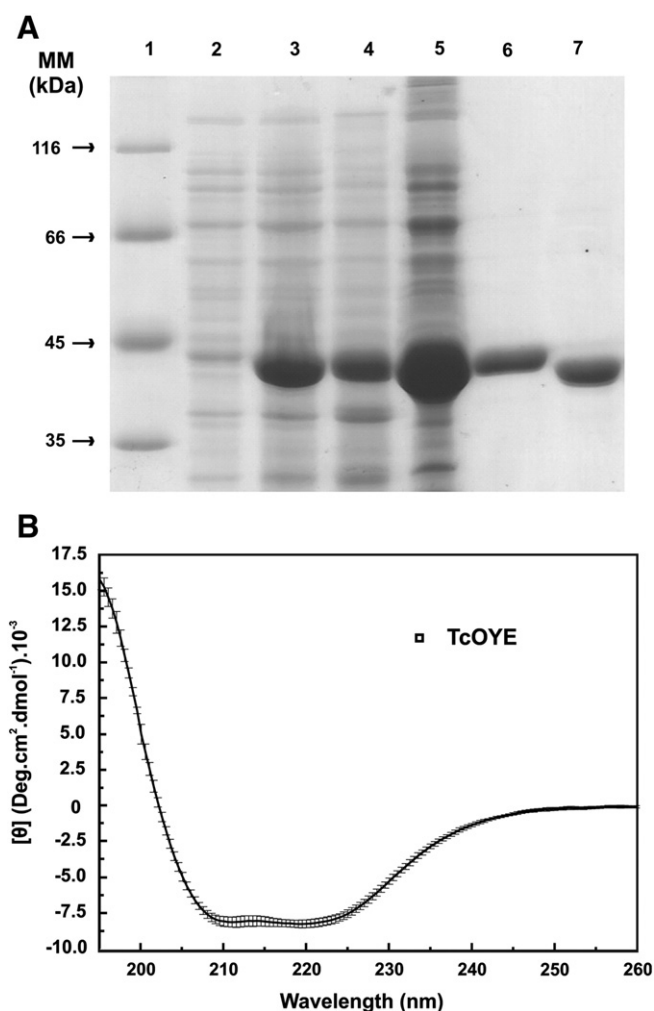 A
1 2 3 4 5 6 7
MM
(kDa)
116 →
66 →
45 →
35 →
B
17.5
15.0
12.5
10.0
7.5
5.0
2.5
0
-2.5
-5.0
-7.5
-10.0
[θ] (Deg.cm².dmol⁻¹).10⁻³
TcOYE
200 210 220 230 240 250 260
Wavelength (nm)